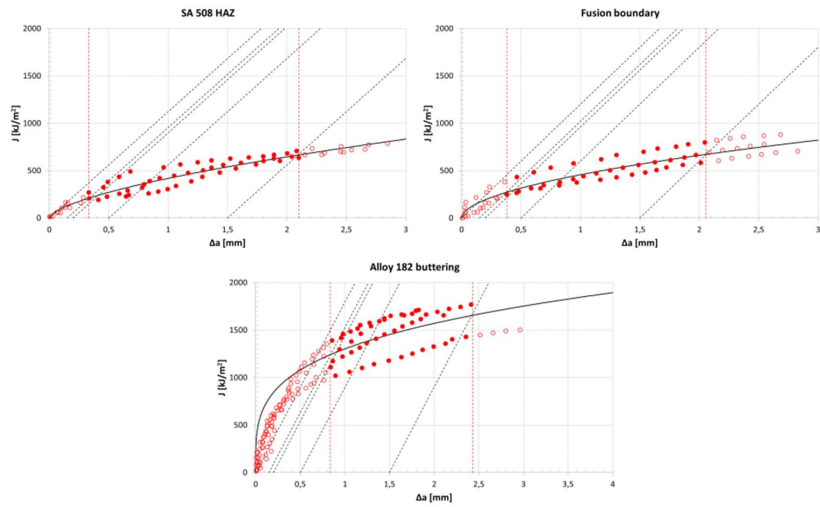 SA 508 HAZ
2000
1500
1000
500
0
J [kJ/m²]
0 0,5 1 1,5 2 2,5 3
Δa [mm]
Fusion boundary
2000
1500
1000
500
0
J [kJ/m²]
0 0,5 1 1,5 2 2,5 3
Δa [mm]
Alloy 182 buttering
2000
1500
1000
500
0
J [kJ/m²]
0 0,5 1 1,5 2 2,5 3 3,5 4
Δa [mm]